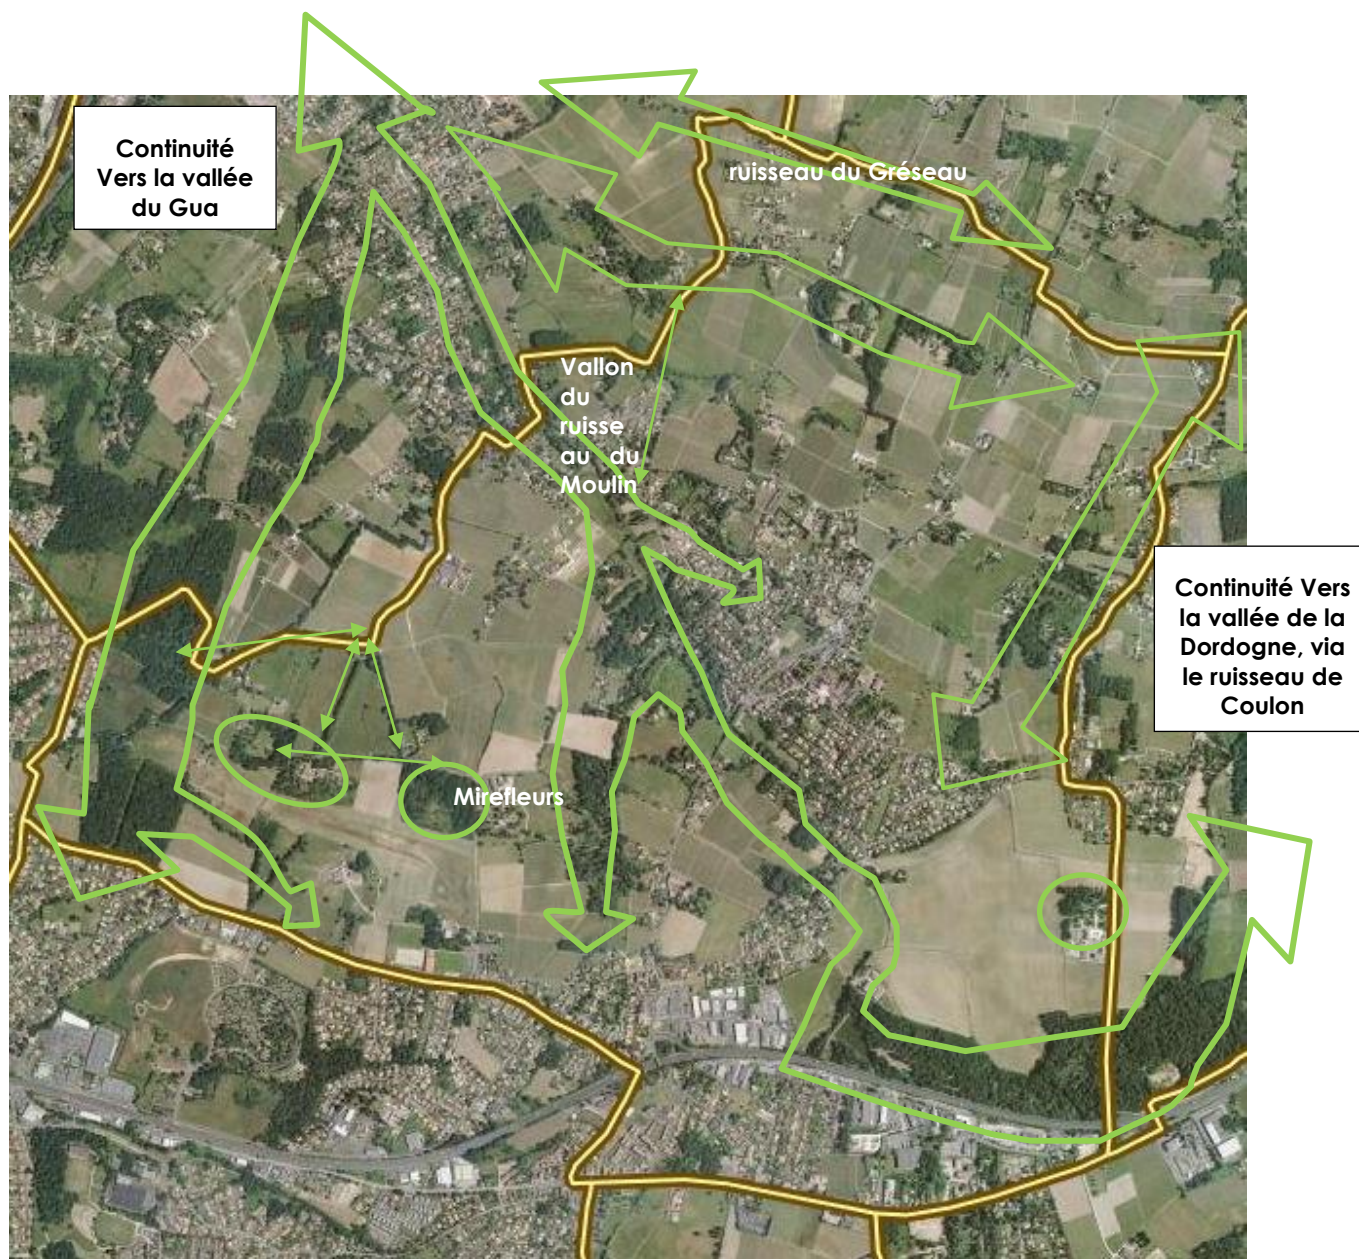 Continuité
Vers la vallée
du Gua
ruisseau du Gréseau
Vallon
du
ruisse
au du
Moulin
Continuité Vers
la vallée de la
Dordogne, via
le ruisseau de
Coulon
Mirefleurs